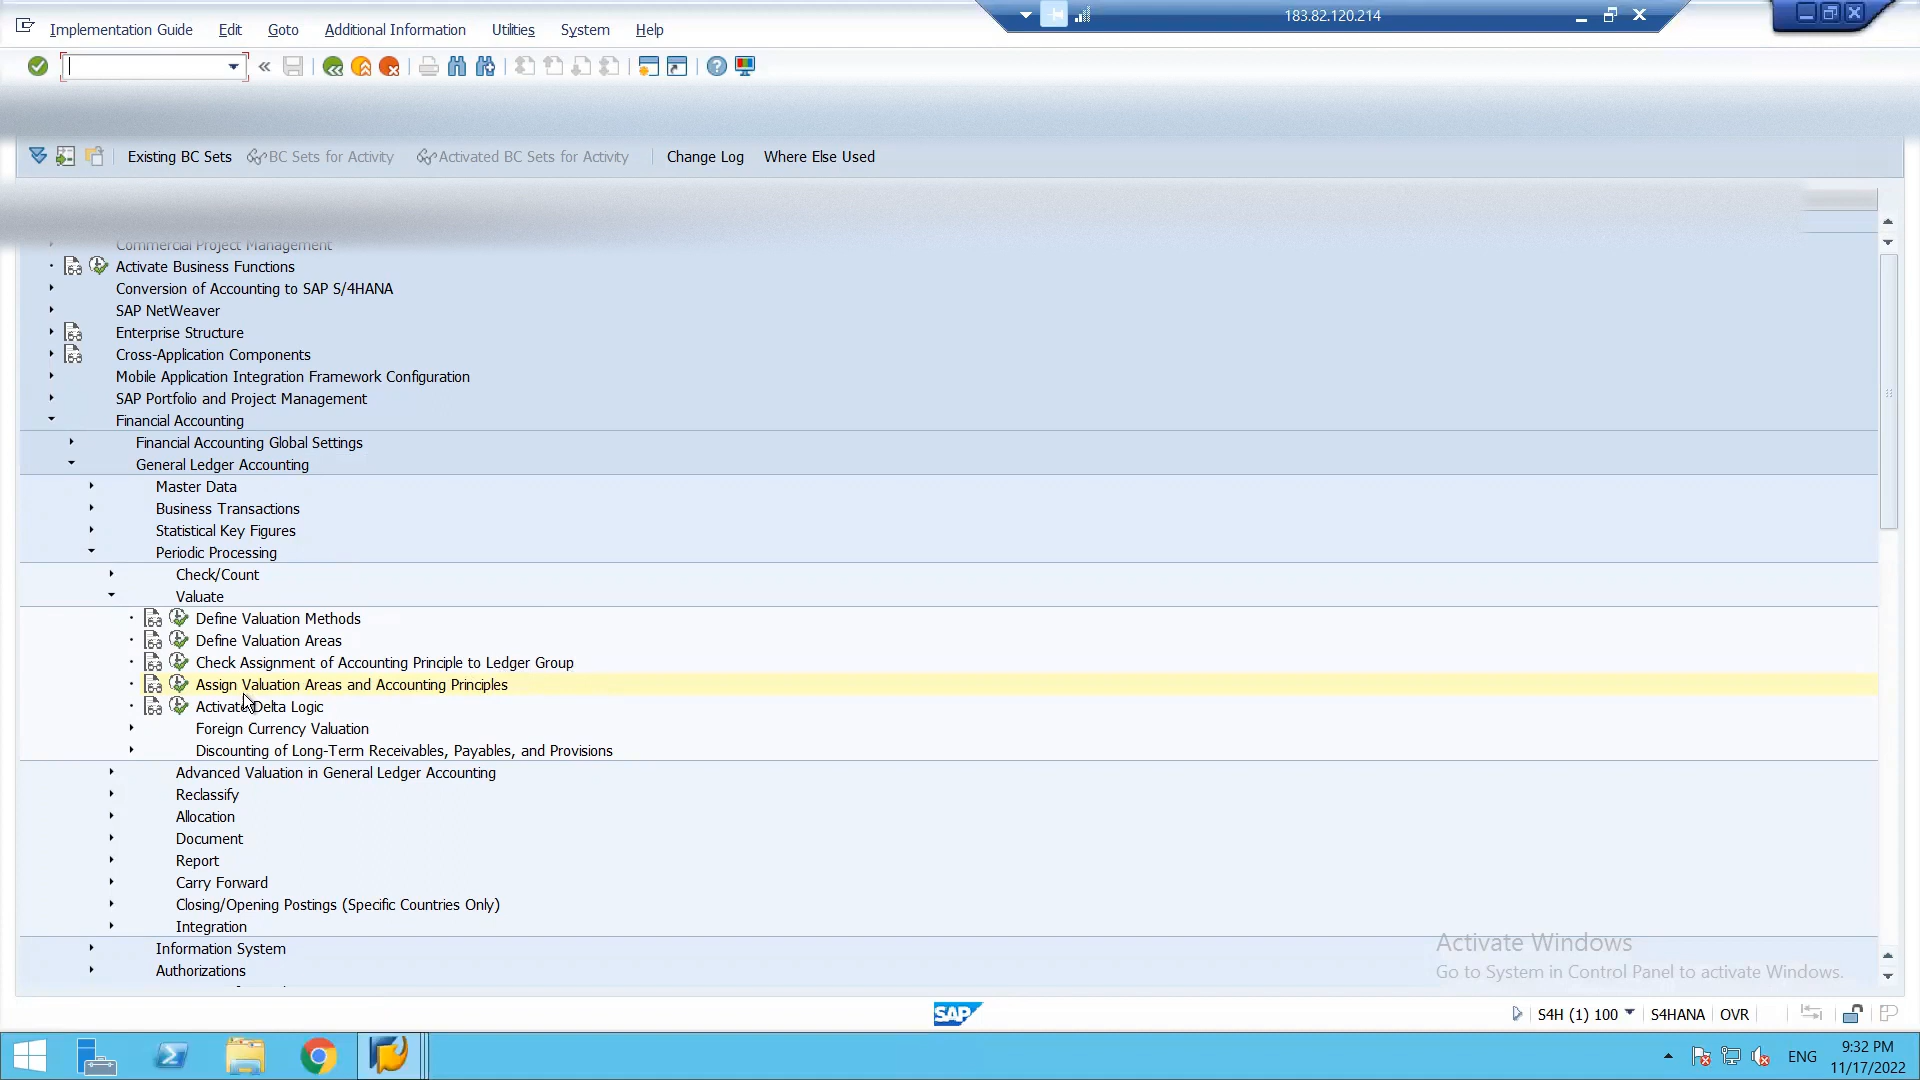 183.82.120.214
Implementation Guide Edit Goto Additional Information Utilities System Help
Existing BC Sets BC Sets for Activity Activated BC Sets for Activity Change Log Where Else Used
Commercial Project Management
Activate Business Functions
Conversion of Accounting to SAP S/4HANA
SAP NetWeaver
Enterprise Structure
Cross-Application Components
Mobile Application Integration Framework Configuration
SAP Portfolio and Project Management
Financial Accounting
Financial Accounting Global Settings
General Ledger Accounting
Master Data
Business Transactions
Statistical Key Figures
Periodic Processing
Check/Count
Valuate
Define Valuation Methods
Define Valuation Areas
Check Assignment of Accounting Principle to Ledger Group
Assign Valuation Areas and Accounting Principles
Activate Delta Logic
Foreign Currency Valuation
Discounting of Long-Term Receivables, Payables, and Provisions
Advanced Valuation in General Ledger Accounting
Reclassify
Allocation
Document
Report
Carry Forward
Closing/Opening Postings (Specific Countries Only)
Integration
Information System
Authorizations
Activate Windows
Go to System in Control Panel to activate Windows.
SAP
S4H (1) 100 S4HANA OVR
ENG
9:32 PM
11/17/2022